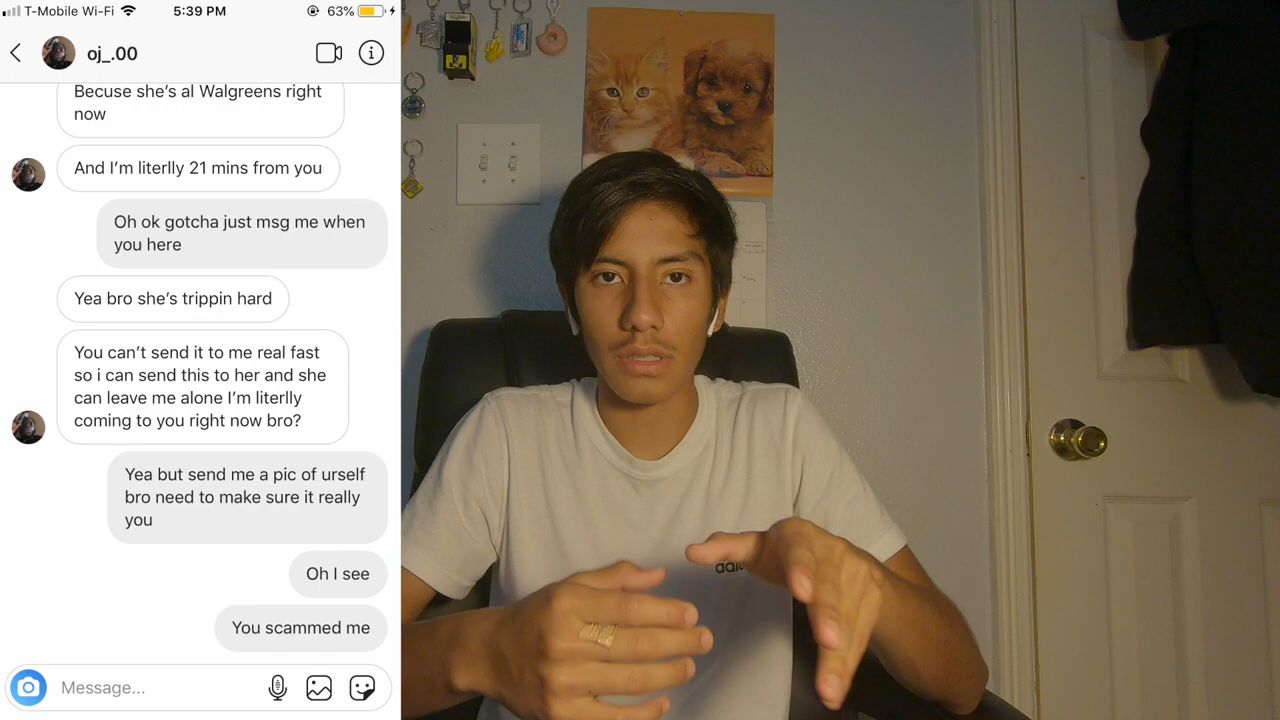 T-Mobile Wi-Fi 5:39 PM 63%
oj_.00
Becuse she's al Walgreens right
now
And I'm literlly 21 mins from you
Oh ok gotcha just msg me when
you here
Yea bro she's trippin hard
You can't send it to me real fast
so i can send this to her and she
can leave me alone I'm literlly
coming to you right now bro?
Yea but send me a pic of urself
bro need to make sure it really
you
Oh I see
You scammed me
Message...